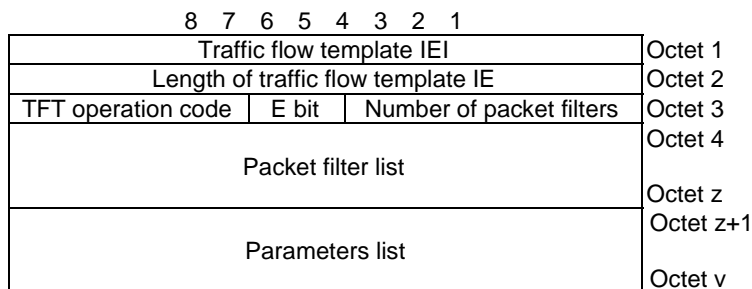 8 7 6 5 4 3 2 1
Traffic flow template IEI Octet 1
Length of traffic flow template IE Octet 2
TFT operation code E bit Number of packet filters Octet 3
Octet 4
Packet filter list
Octet z
Octet z+1
Parameters list
Octet v